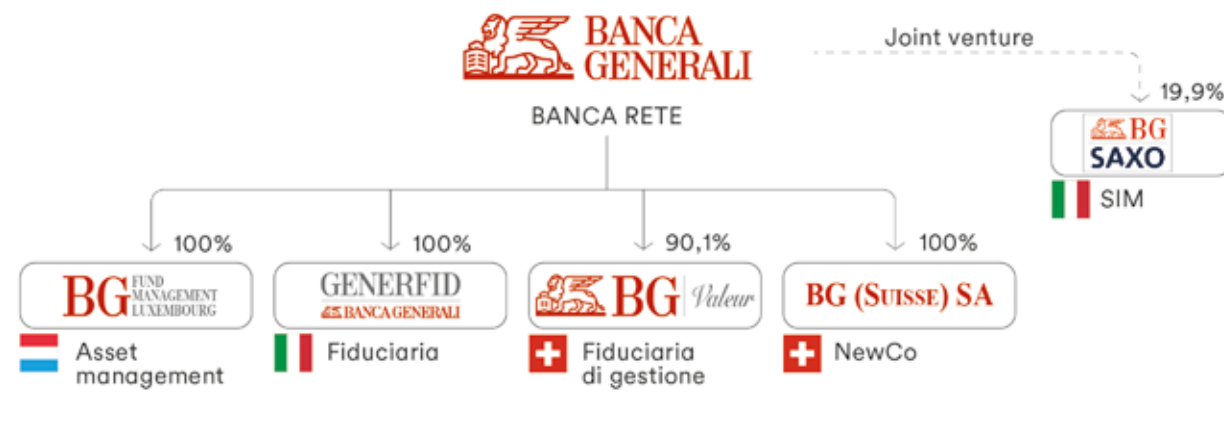 BANCA
GENERALI
Joint venture
BANCA RETE
19,9%
BG
SAXO
SIM
100%
100%
90,1%
100%
BG FUND
MANAGEMENT
LUXEMBOURG
GENERFID
BANCA GENERALI
BG Valeur
BG (SUISSE) SA
Asset
management
Fiduciaria
Fiduciaria
di gestione
NewCo